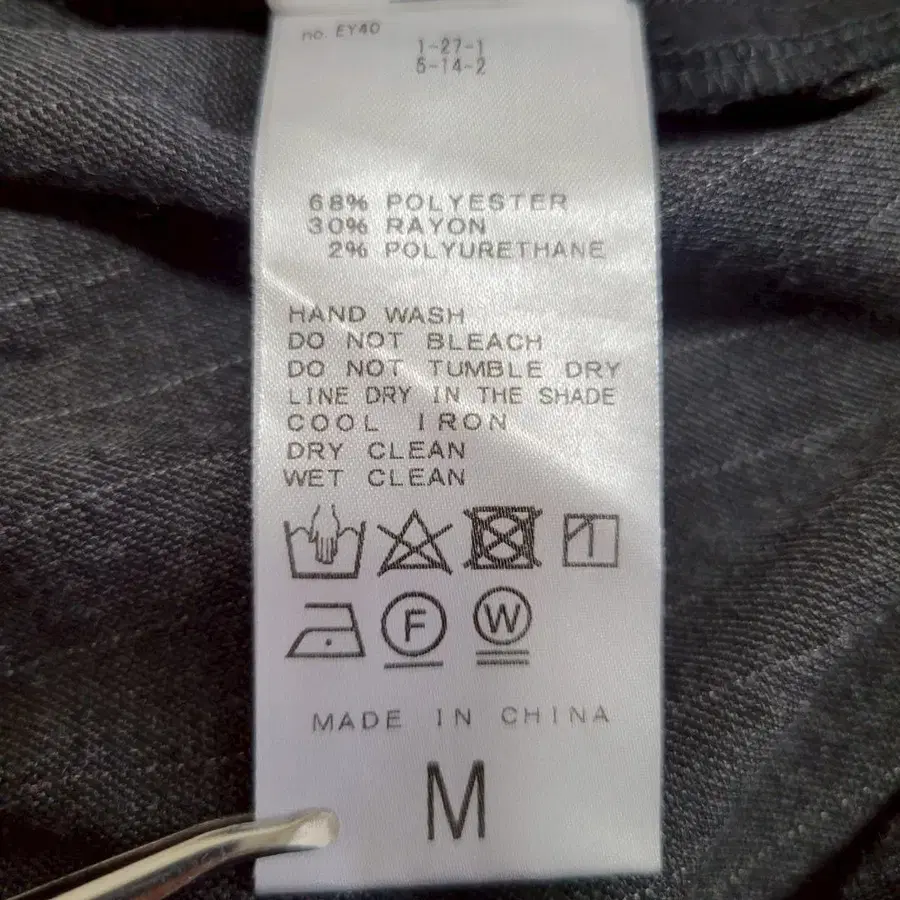 no. EY40
1-27-1
5-14-2
68% POLYESTER
30% RAYON
2% POLYURETHANE
HAND WASH
DO NOT BLEACH
DO NOT TUMBLE DRY
LINE DRY IN THE SHADE
COOL IRON
DRY CLEAN
WET CLEAN
F W
MADE IN CHINA
M